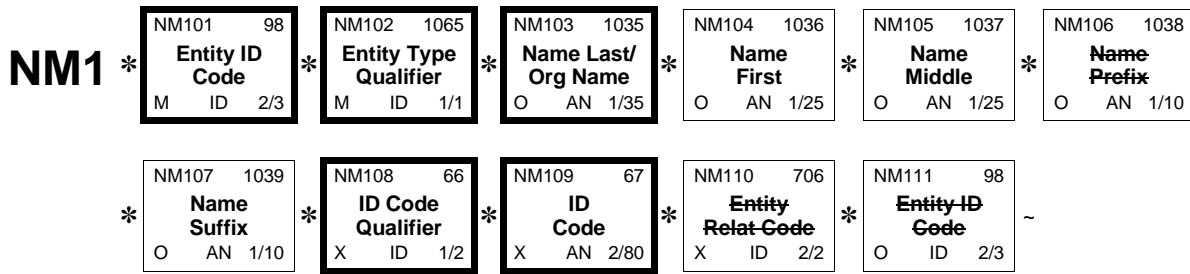 NM101 98 NM102 1065 NM103 1035 NM104 1036 NM105 1037 NM106 1038
NM1 * Entity ID * Entity Type * Name Last/ * Name * Name * Name
Code Qualifier Org Name First Middle Prefix
M ID 2/3 M ID 1/1 O AN 1/35 O AN 1/25 O AN 1/25 O AN 1/10
NM107 1039 NM108 66 NM109 67 NM110 706 NM111 98
* Name * ID Code * ID * Entity * Entity ID ~
Suffix Qualifier Code Relat Code Code
O AN 1/10 X ID 1/2 X AN 2/80 X ID 2/2 O ID 2/3